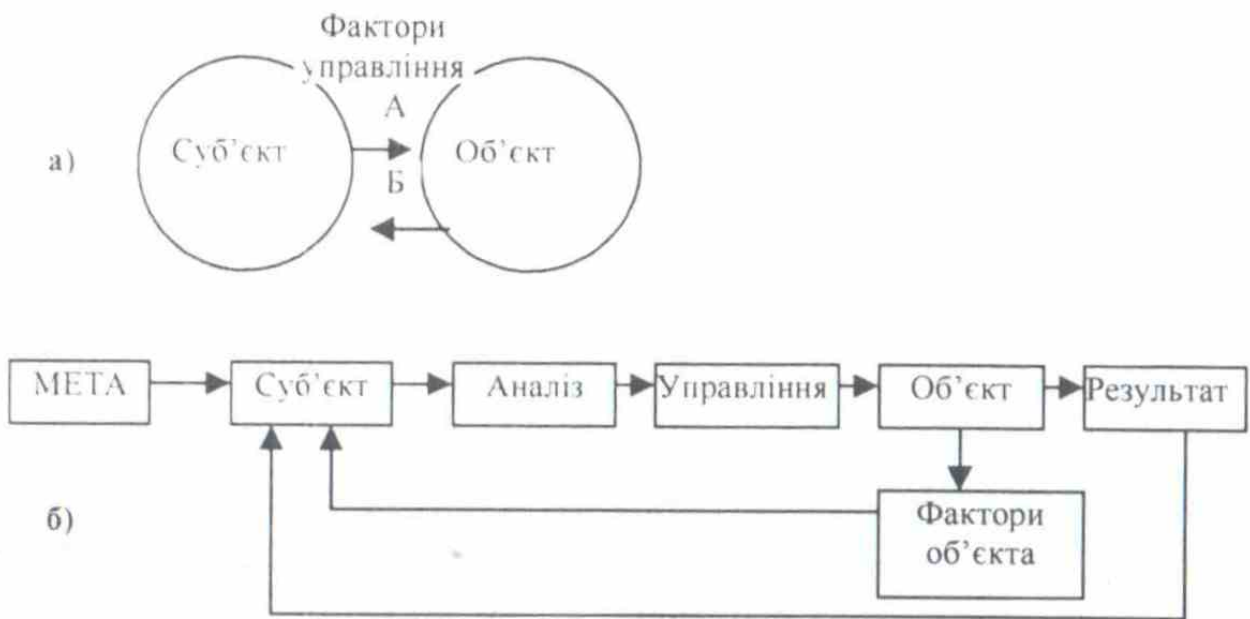 Фактори
управління
А
а)
Суб’єкт
Об’єкт
Б
МЕТА
Суб’єкт
Аналіз
Управління
Об’єкт
Результат
б)
Фактори
об’єкта